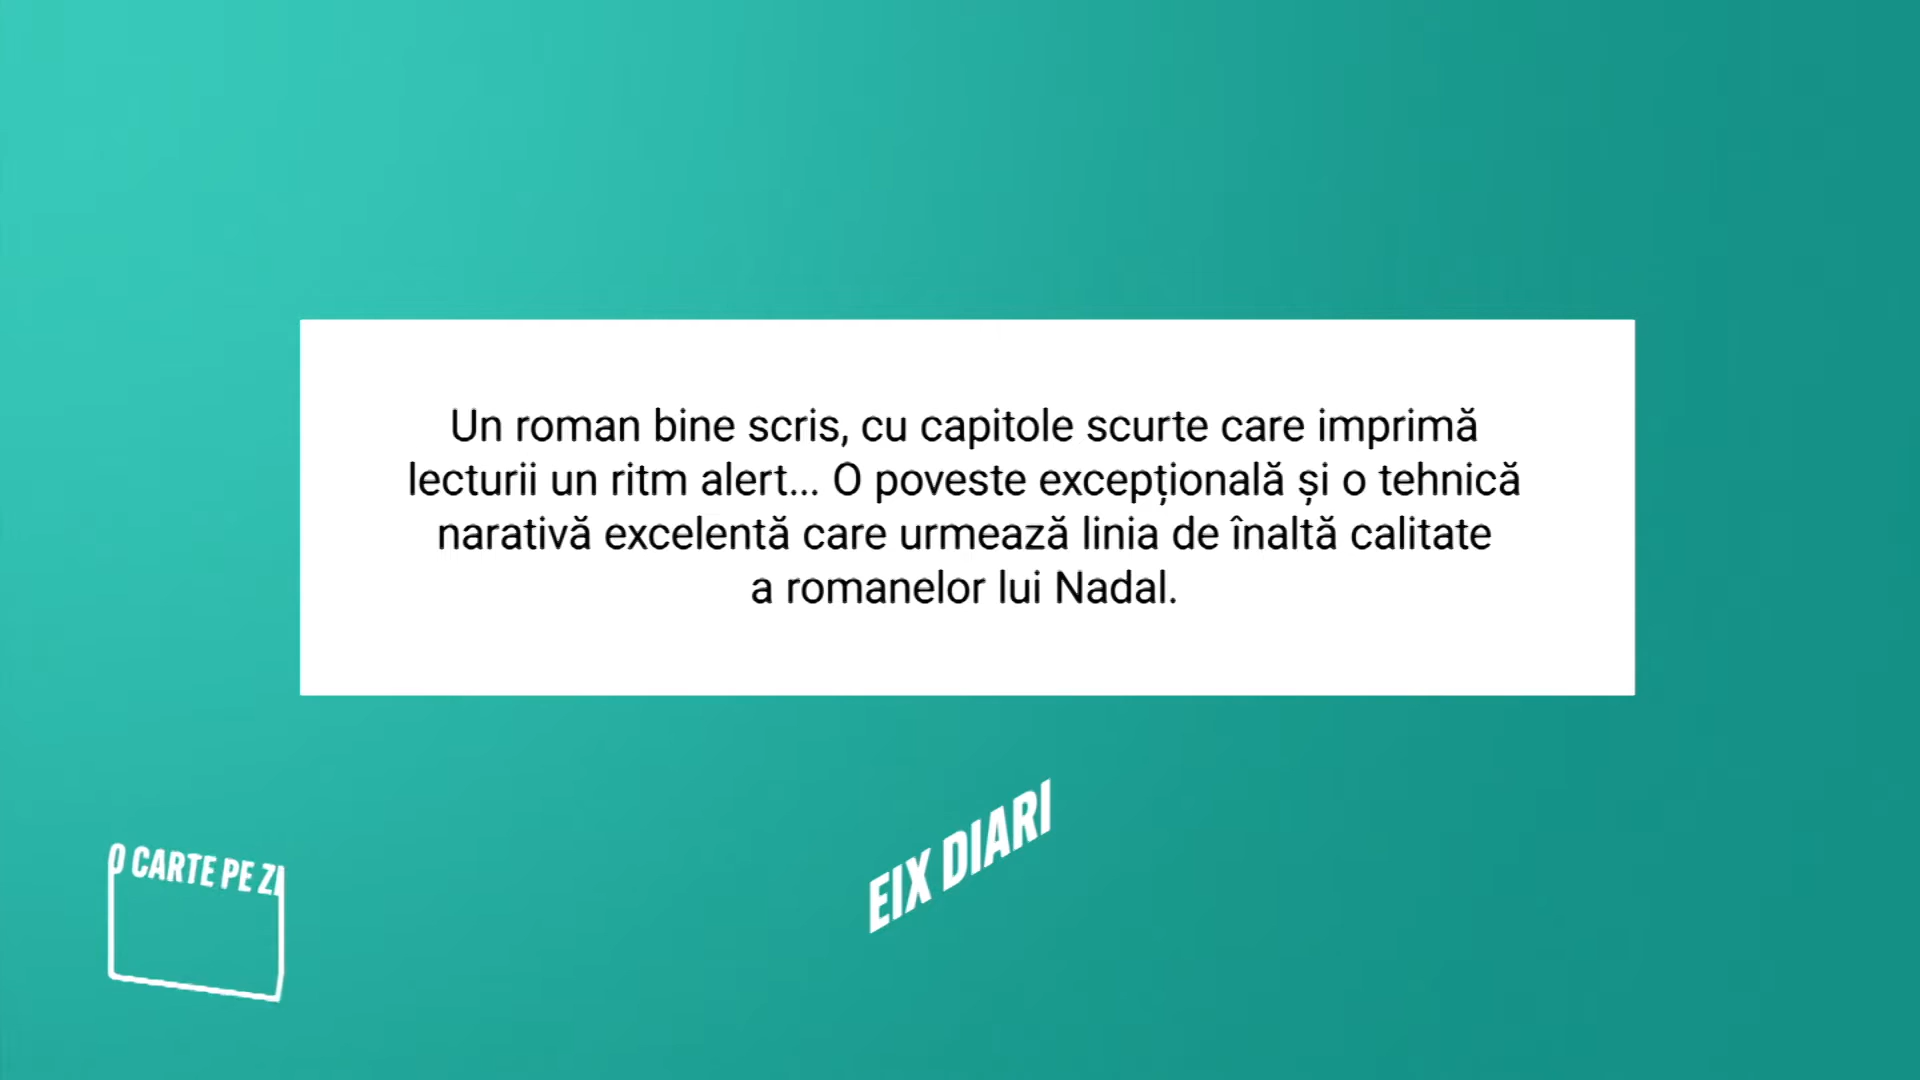 Un roman bine scris, cu capitole scurte care imprimă
lecturii un ritm alert... O poveste excepțională și o tehnică
narativă excelentă care urmează linia de înaltă calitate
a romanelor lui Nadal.
EIX DIARI
O CARTE PE ZI